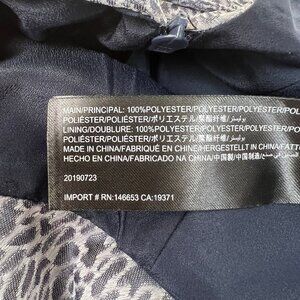 MAIN/PRINCIPAL: 100%POLYESTER/POLYESTER/POLYESTER/PO
POLIÉSTER/POLIÉSTER/ポリエステル/聚酯纤维/بوليستر
LINING/DOUBLURE: 100%POLYESTER/POLYESTER/POLYESTER/
POLIÉSTER/POLIÉSTER/ポリエステル/聚酯纤维/بوليستر
MADE IN CHINA/FABRIQUÉ EN CHINE/HERGESTELLT IN CHINA/FATT
HECHO EN CHINA/FABRICADO NA CHINA/中国製/中国制造/
20190723
IMPORT # RN:146653 CA:19371